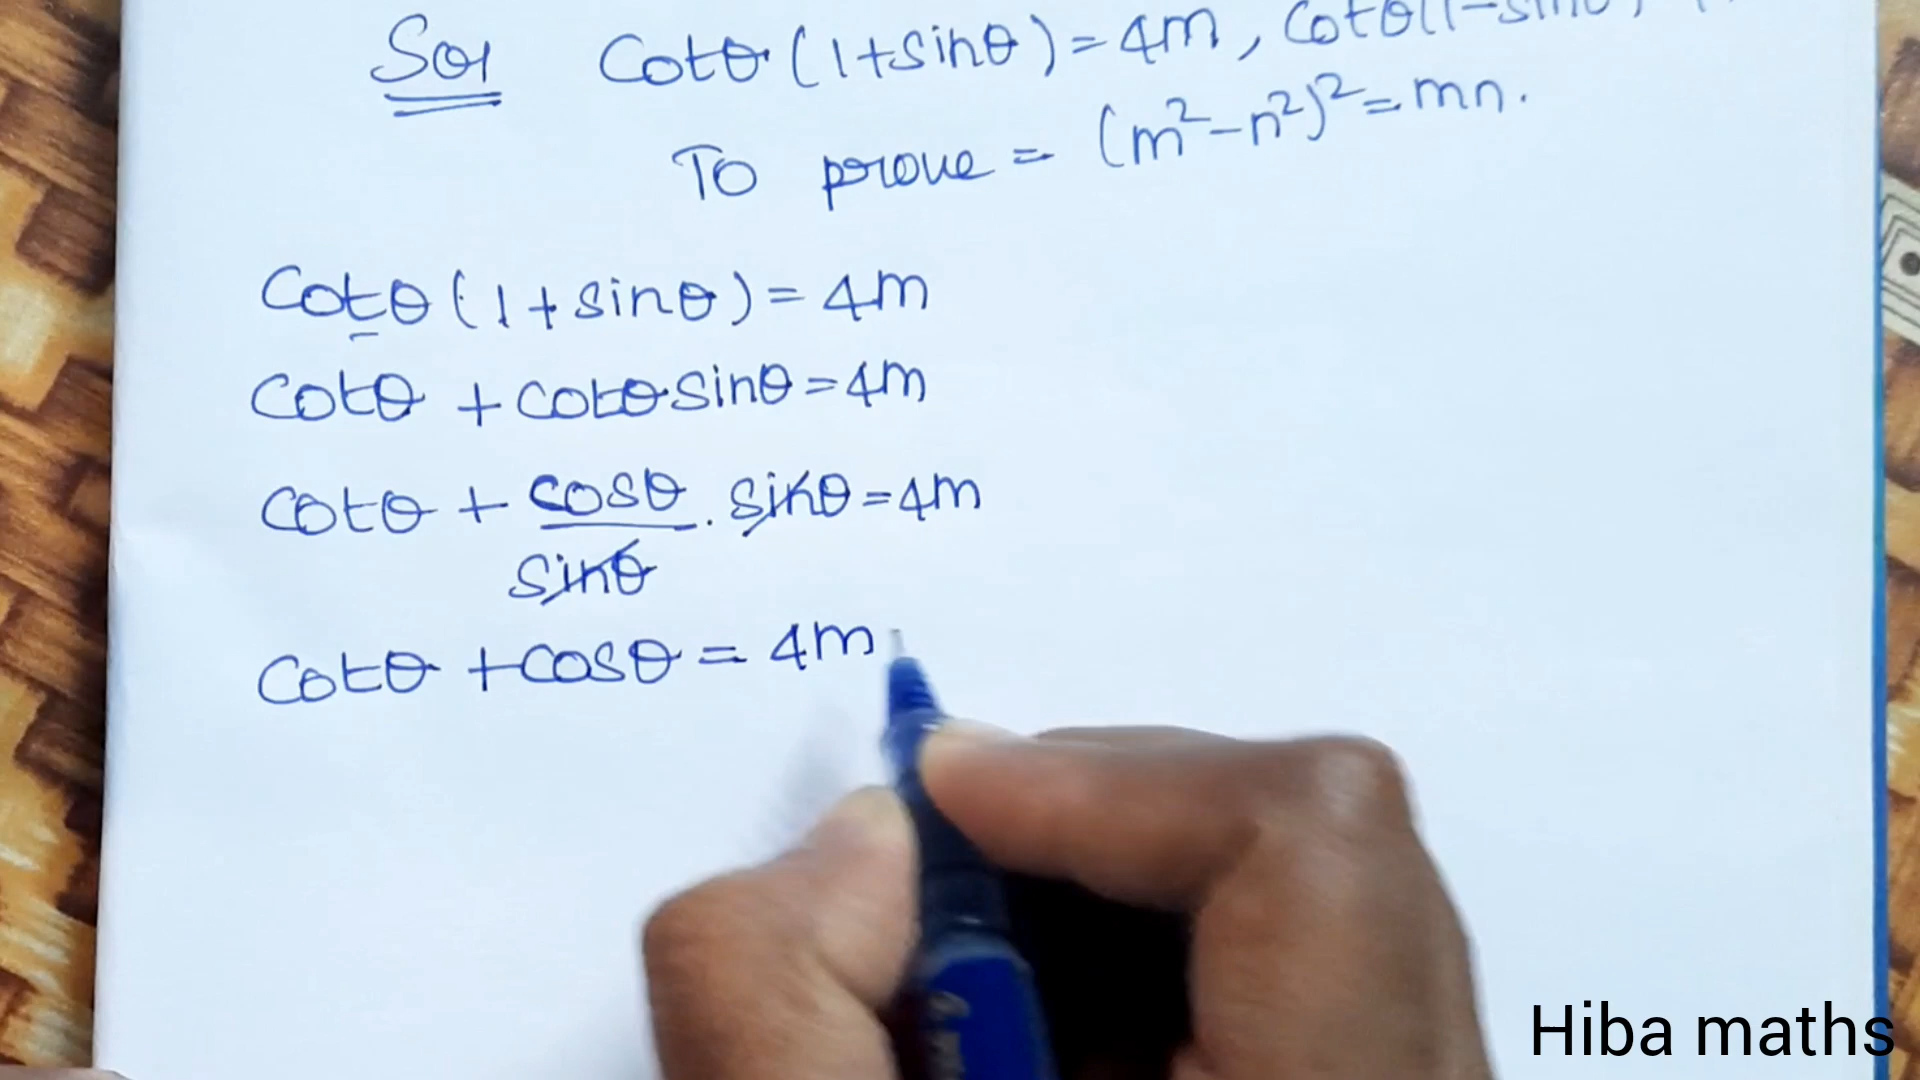 Sol Cotθ (1+sinθ) = 4m, Cotθ(1-sin
To prove = (m²-n²)² = mn.
Cotθ (1+sinθ) = 4m
Cotθ + cotθ sinθ = 4m
Cotθ + cosθ/sinθ . sinθ = 4m
Cotθ + cosθ = 4m
Hiba maths